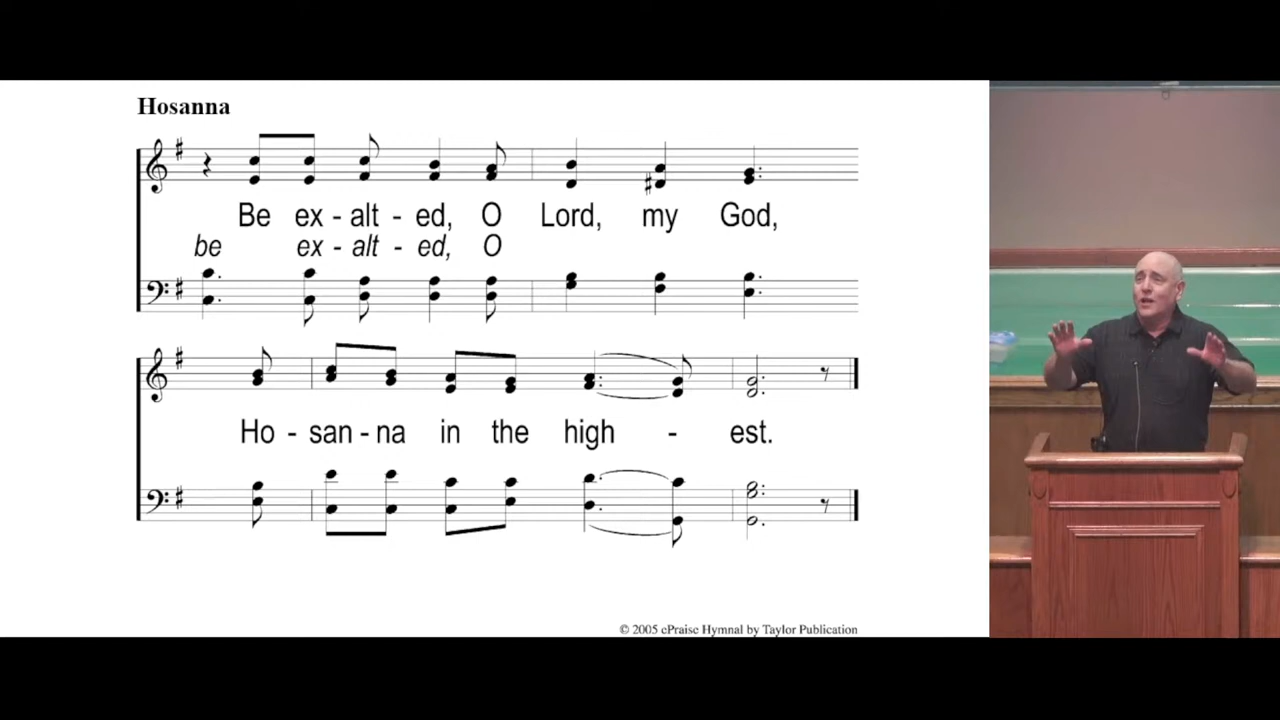 Hosanna
Be ex - alt - ed, O Lord, my God,
be ex - alt - ed, O
Ho - san - na in the high - est.
© 2005 ePraise Hymnal by Taylor Publication